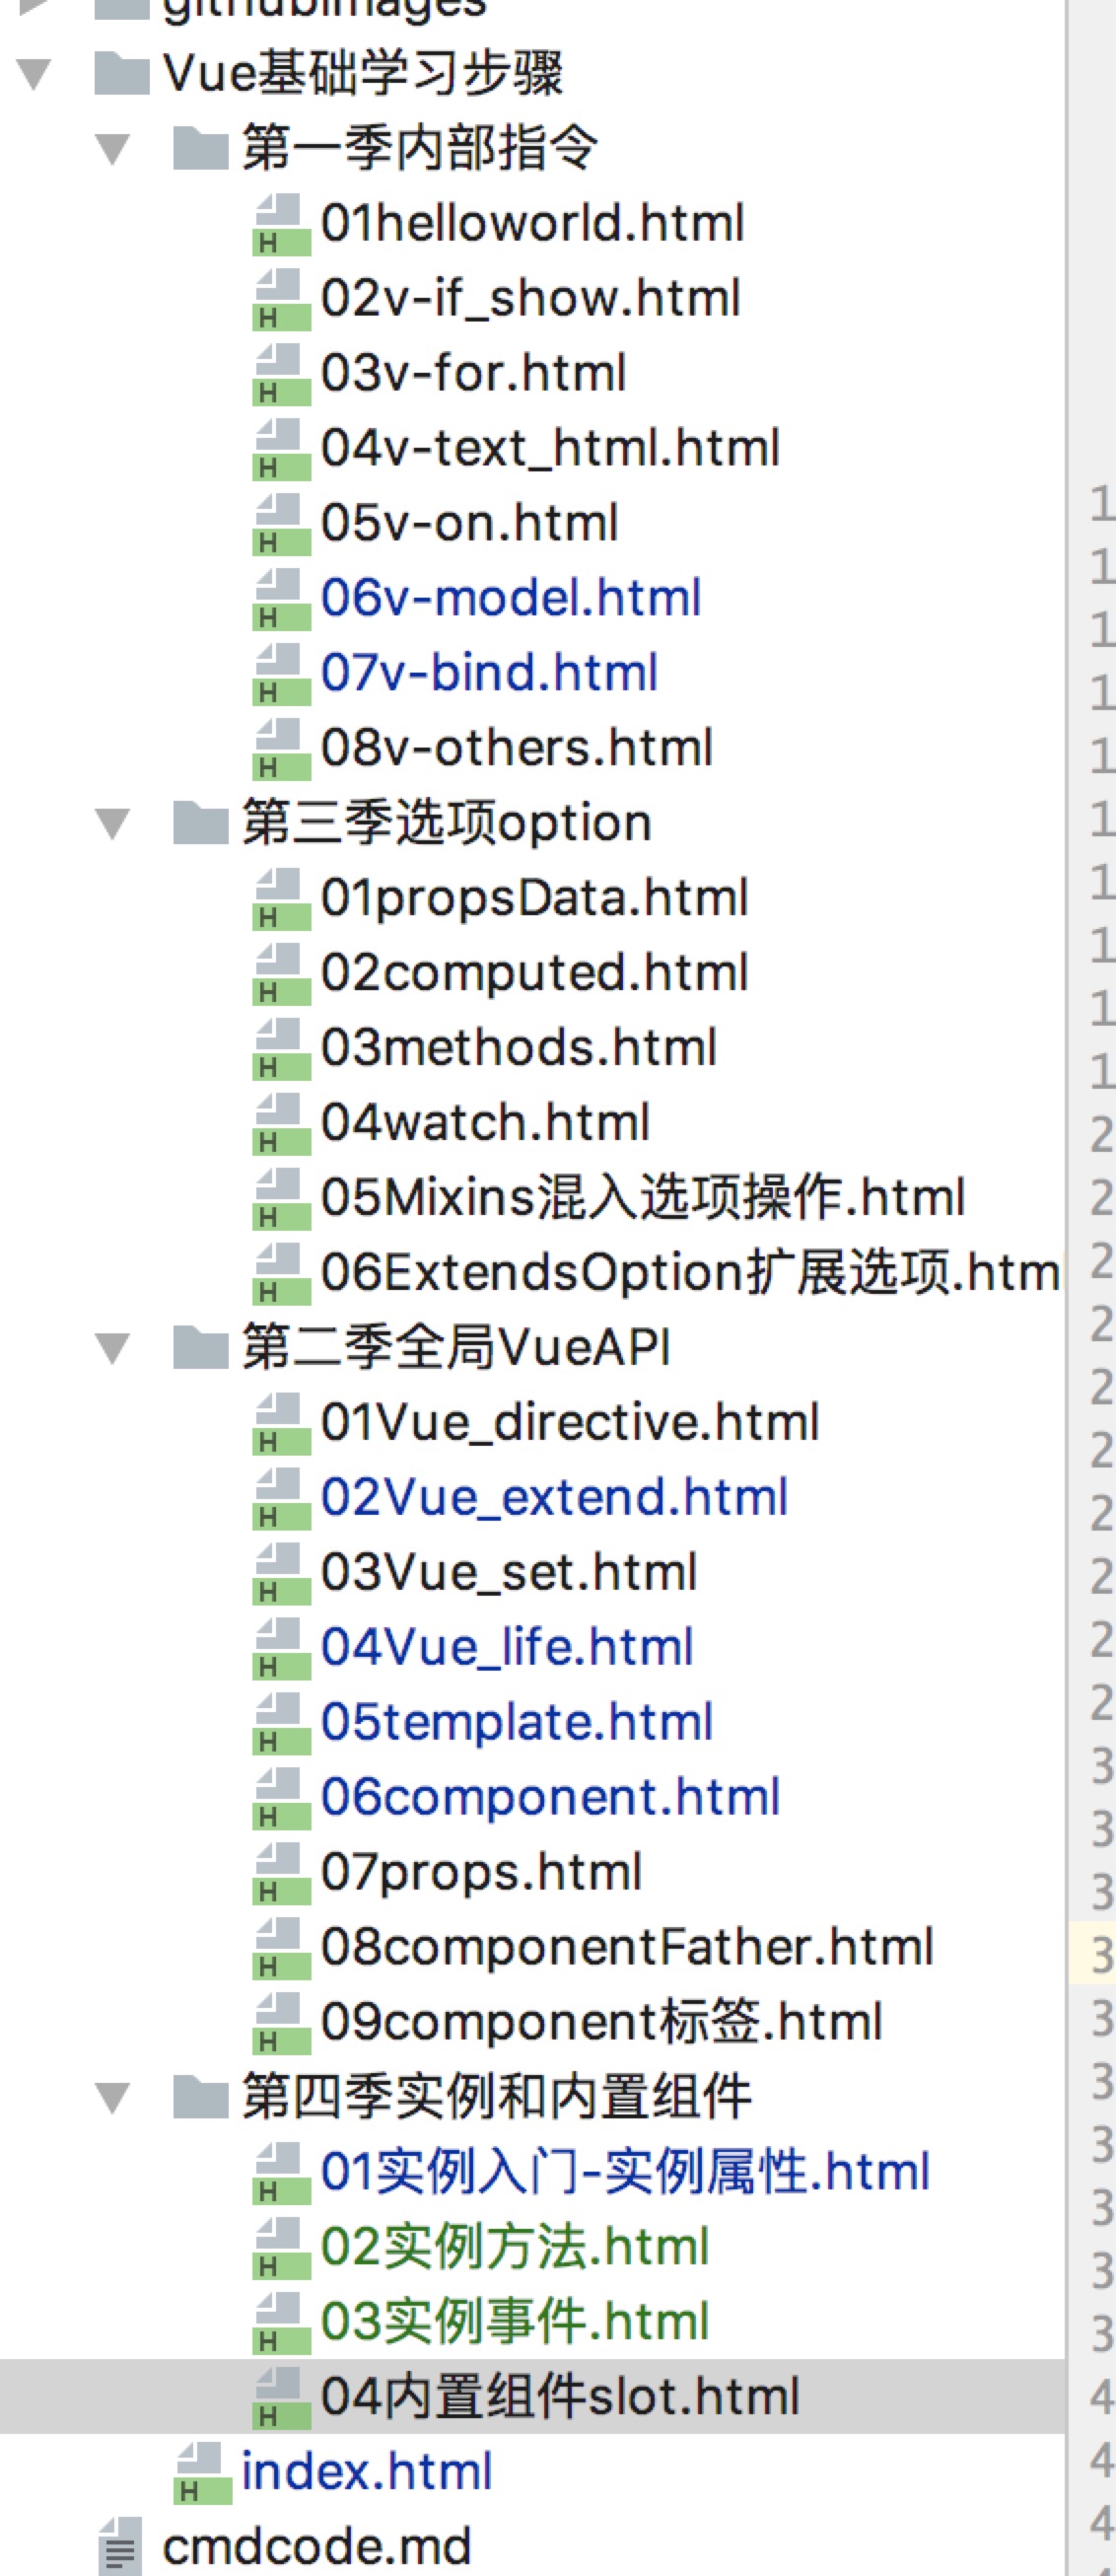 githubimages
Vue基础学习步骤
第一季内部指令
01helloworld.html
02v-if_show.html
03v-for.html
04v-text_html.html
05v-on.html
06v-model.html
07v-bind.html
08v-others.html
第三季选项option
01propsData.html
02computed.html
03methods.html
04watch.html
05Mixins混入选项操作.html
06ExtendsOption扩展选项.htm
第二季全局VueAPI
01Vue_directive.html
02Vue_extend.html
03Vue_set.html
04Vue_life.html
05template.html
06component.html
07props.html
08componentFather.html
09component标签.html
第四季实例和内置组件
01实例入门-实例属性.html
02实例方法.html
03实例事件.html
04内置组件slot.html
index.html
cmdcode.md